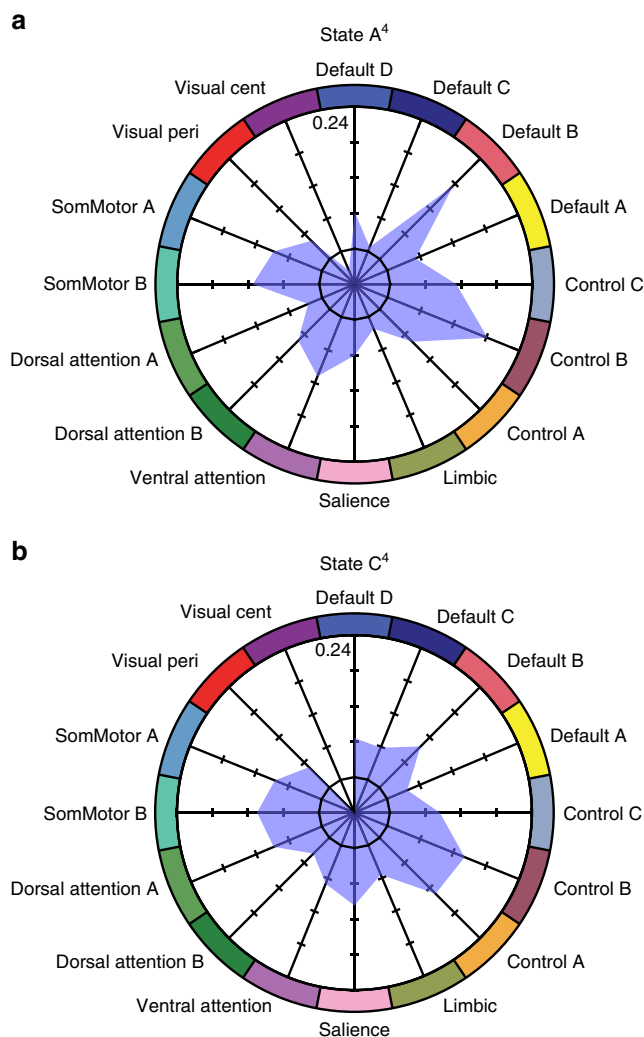 a
State A⁴
Default D
Default C
Default B
Default A
Control C
Control B
Control A
Limbic
Salience
Ventral attention
Dorsal attention B
Dorsal attention A
SomMotor B
SomMotor A
Visual peri
Visual cent
0.24
b
State C⁴
Default D
Default C
Default B
Default A
Control C
Control B
Control A
Limbic
Salience
Ventral attention
Dorsal attention B
Dorsal attention A
SomMotor B
SomMotor A
Visual peri
Visual cent
0.24